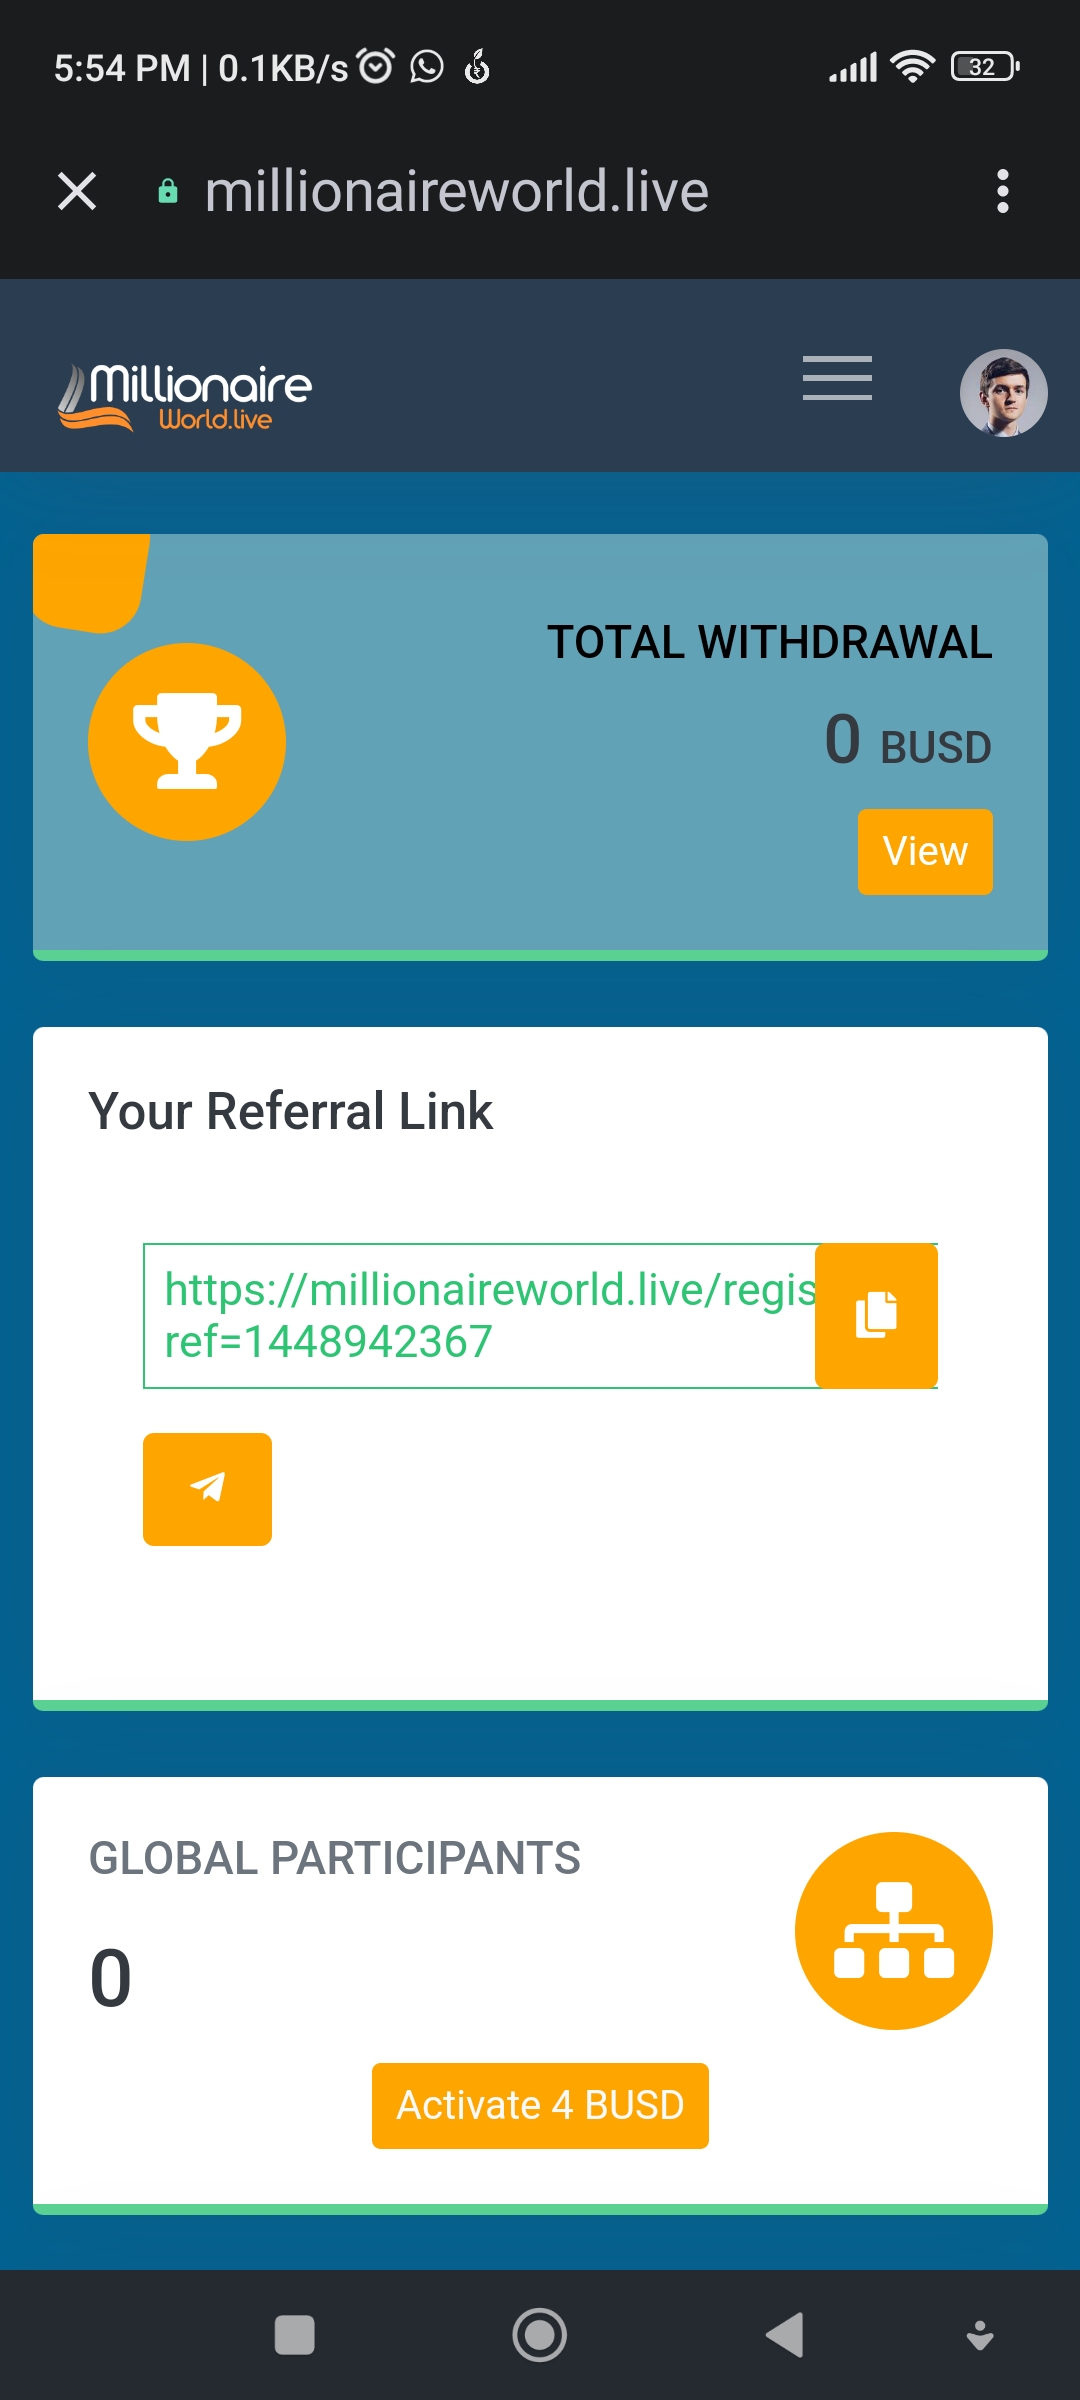 5:54 PM | 0.1KB/s
32
millionaireworld.live
Millionaire
World.live
TOTAL WITHDRAWAL
0 BUSD
View
Your Referral Link
https://millionaireworld.live/regis
ref=1448942367
GLOBAL PARTICIPANTS
0
Activate 4 BUSD